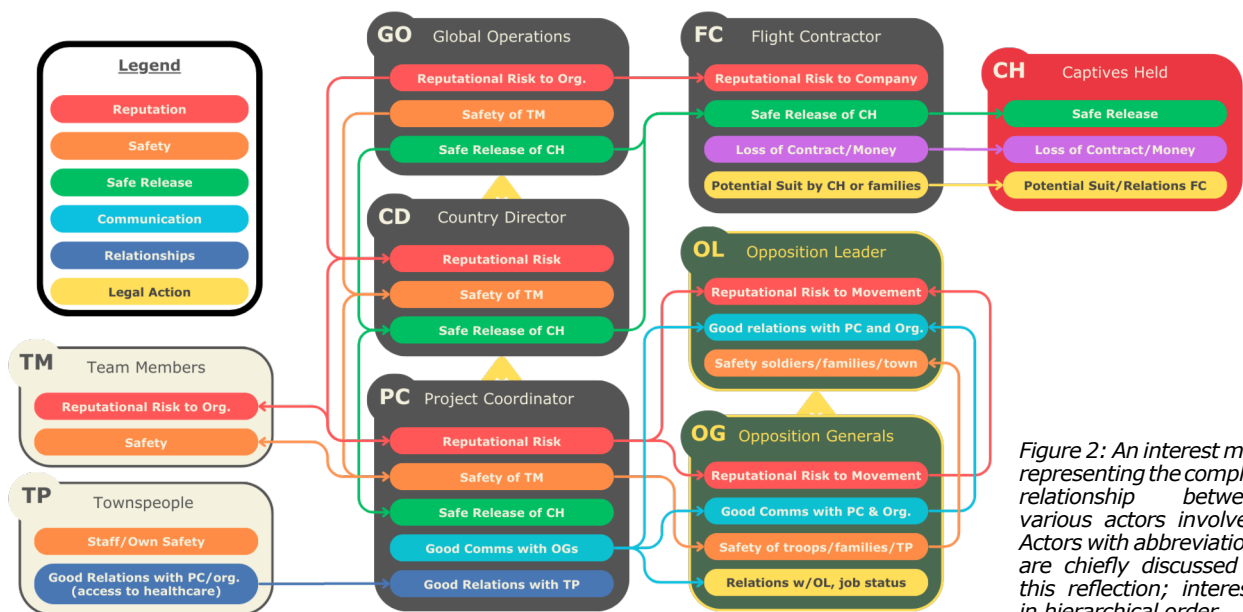 Legend
Reputation
Safety
Safe Release
Communication
Relationships
Legal Action
GO Global Operations
Reputational Risk to Org.
Safety of TM
Safe Release of CH
CD Country Director
Reputational Risk
Safety of TM
Safe Release of CH
PC Project Coordinator
Reputational Risk
Safety of TM
Safe Release of CH
Good Comms with OGs
Good Relations with TP
TM Team Members
Reputational Risk to Org.
Safety
TP Townspeople
Staff/Own Safety
Good Relations with PC/org.
(access to healthcare)
FC Flight Contractor
Reputational Risk to Company
Safe Release of CH
Loss of Contract/Money
Potential Suit by CH or families
CH Captives Held
Safe Release
Loss of Contract/Money
Potential Suit/Relations FC
OL Opposition Leader
Reputational Risk to Movement
Good relations with PC and Org.
Safety soldiers/families/town
OG Opposition Generals
Reputational Risk to Movement
Good Comms with PC & Org.
Safety of troops/families/TP
Relations w/OL, job status
Figure 2: An interest m
representing the compl
relationship betw
various actors involve
Actors with abbreviation
are chiefly discussed
this reflection; interes
in hierarchical order